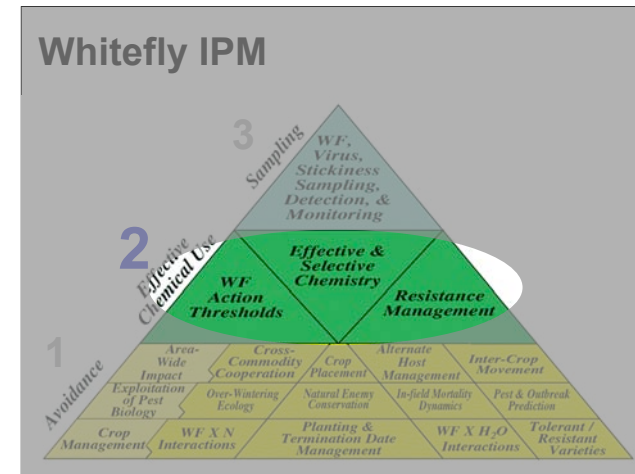 Whitefly IPM
3
Sampling
WF,
Virus,
Stickiness
Sampling,
Detection, &
Monitoring
2
Effective
Chemical Use
WF
Action
Thresholds
Effective &
Selective
Chemistry
Resistance
Management
1
Avoidance
Area-
Wide
Impact
Cross-
Commodity
Cooperation
Crop
Placement
Alternate
Host
Management
Inter-Crop
Movement
Exploitation
of Pest
Biology
Over-Wintering
Ecology
Natural Enemy
Conservation
In-field Mortality
Dynamics
Pest & Outbreak
Prediction
Crop
Management
WF X N
Interactions
Planting &
Termination Date
Management
WF X H₂O
Interactions
Tolerant /
Resistant
Varieties